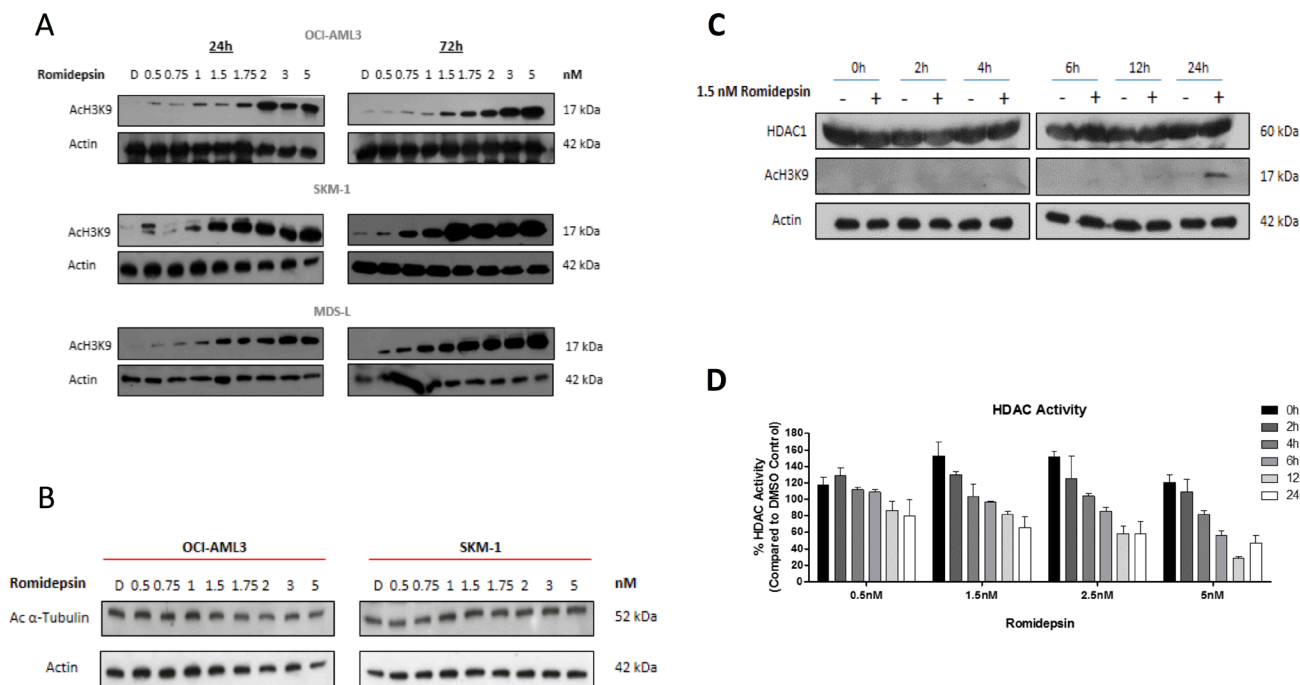 A
OCI-AML3
24h 72h
Romidepsin D 0.5 0.75 1 1.5 1.75 2 3 5 D 0.5 0.75 1 1.5 1.75 2 3 5 nM
AcH3K9 17 kDa
Actin 42 kDa
SKM-1
AcH3K9 17 kDa
Actin 42 kDa
MDS-L
AcH3K9 17 kDa
Actin 42 kDa
B
OCI-AML3 SKM-1
Romidepsin D 0.5 0.75 1 1.5 1.75 2 3 5 D 0.5 0.75 1 1.5 1.75 2 3 5 nM
Ac α-Tubulin 52 kDa
Actin 42 kDa
C
0h 2h 4h 6h 12h 24h
1.5 nM Romidepsin - + - + - + - + - + - +
HDAC1 60 kDa
AcH3K9 17 kDa
Actin 42 kDa
D
HDAC Activity
% HDAC Activity
(Compared to DMSO Control)
180
160
140
120
100
80
60
40
20
0
0.5nM 1.5nM 2.5nM 5nM
Romidepsin
0h
2h
4h
6h
12
24